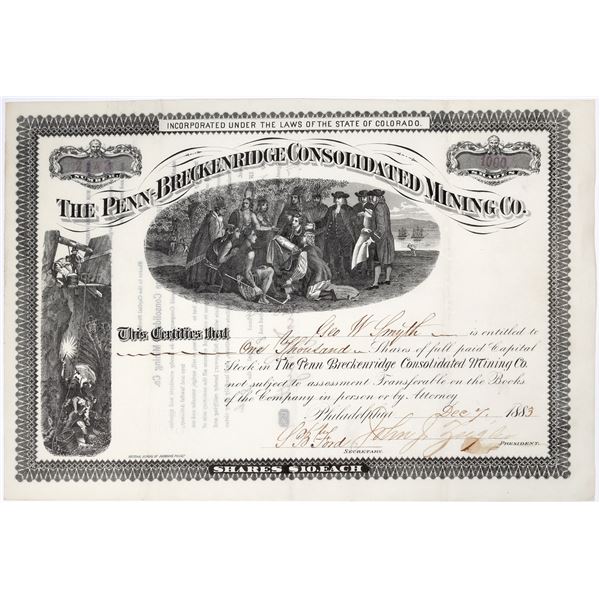 INCORPORATED UNDER THE LAWS OF THE STATE OF COLORADO.
1000
THE PENN-BRECKENRIDGE CONSOLIDATED MINING CO.
This Certifies that Geo W Smyth is entitled to
One Thousand Shares of full paid Capital
Stock in The Penn Breckenridge Consolidated Mining Co.
not subject to assessment Transferable on the Books
of the Company in person or by Attorney
Philadelphia Dec 1883
Ford John J.
SECRETARY. PRESIDENT.
SHARES $10 EACH